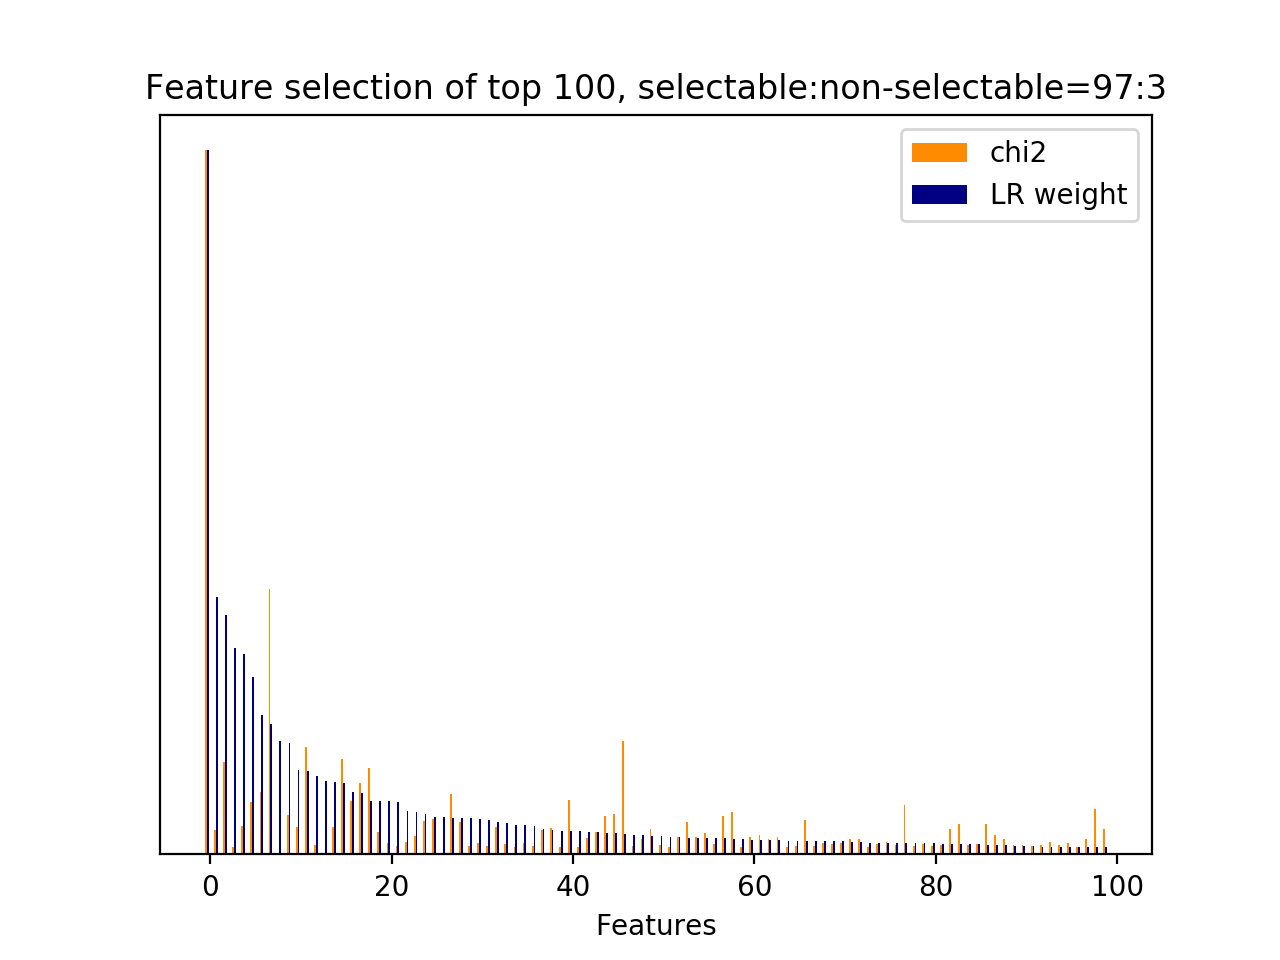 Feature selection of top 100, selectable:non-selectable=97:3
chi2
LR weight
0 20 40 60 80 100
Features